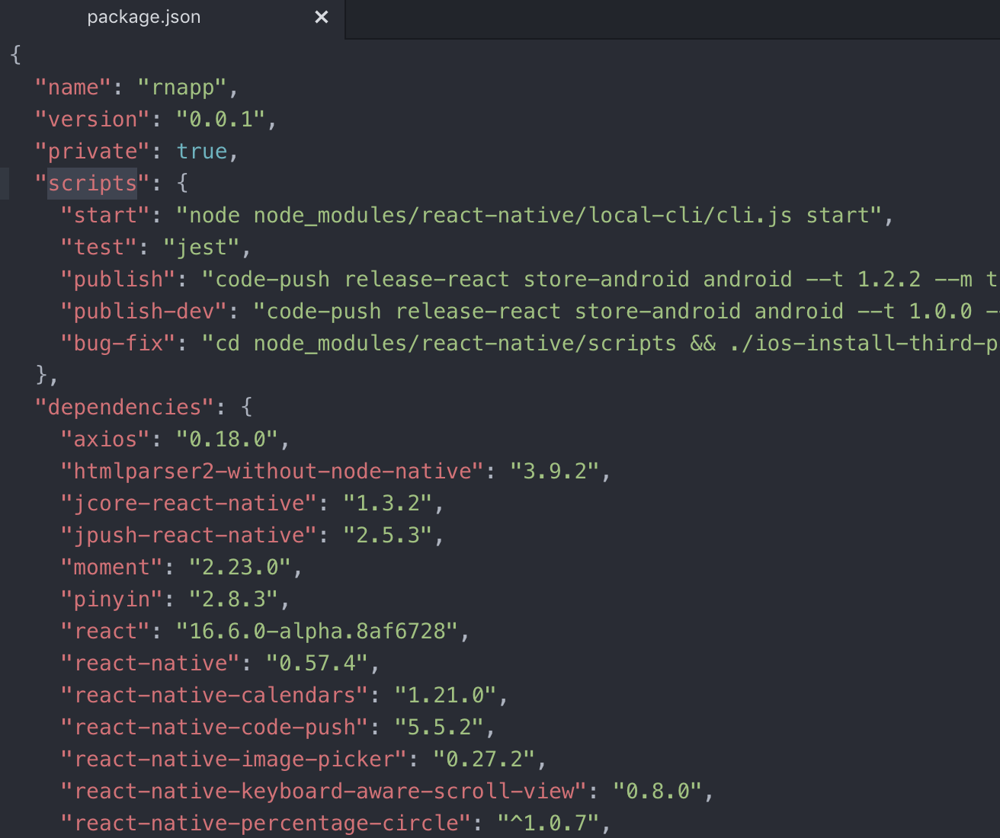 package.json
{
  "name": "rnapp",
  "version": "0.0.1",
  "private": true,
  "scripts": {
    "start": "node node_modules/react-native/local-cli/cli.js start",
    "test": "jest",
    "publish": "code-push release-react store-android android --t 1.2.2 --m t
    "publish-dev": "code-push release-react store-android android --t 1.0.0 --
    "bug-fix": "cd node_modules/react-native/scripts && ./ios-install-third-p
  },
  "dependencies": {
    "axios": "0.18.0",
    "htmlparser2-without-node-native": "3.9.2",
    "jcore-react-native": "1.3.2",
    "jpush-react-native": "2.5.3",
    "moment": "2.23.0",
    "pinyin": "2.8.3",
    "react": "16.6.0-alpha.8af6728",
    "react-native": "0.57.4",
    "react-native-calendars": "1.21.0",
    "react-native-code-push": "5.5.2",
    "react-native-image-picker": "0.27.2",
    "react-native-keyboard-aware-scroll-view": "0.8.0",
    "react-native-percentage-circle": "^1.0.7",